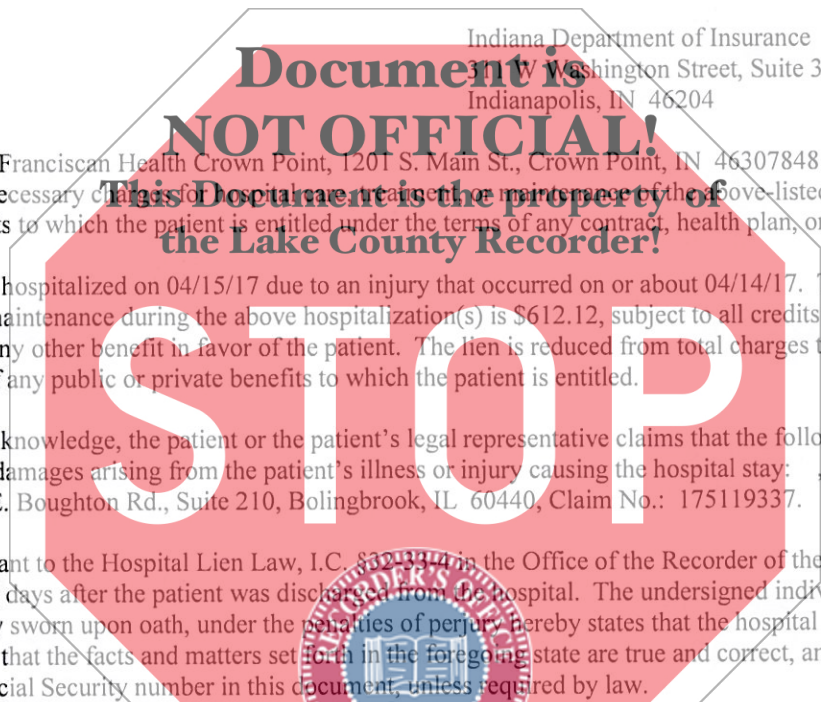 Indiana Department of Insurance
Document is
311 W Washington Street, Suite 3
Indianapolis, IN 46204
NOT OFFICIAL!
Franciscan Health Crown Point, 1201 S. Main St., Crown Point, IN 46307848
ecessary charges for hospital care, treatment, or maintenance of the above-listed
This Document is the property of
s to which the patient is entitled under the terms of any contract, health plan, or
the Lake County Recorder!
hospitalized on 04/15/17 due to an injury that occurred on or about 04/14/17. T
aintenance during the above hospitalization(s) is $612.12, subject to all credits
ny other benefit in favor of the patient. The lien is reduced from total charges t
f any public or private benefits to which the patient is entitled.
STOP
knowledge, the patient or the patient's legal representative claims that the follo
damages arising from the patient's illness or injury causing the hospital stay: ,
E. Boughton Rd., Suite 210, Bolingbrook, IL 60440, Claim No.: 175119337.
ant to the Hospital Lien Law, I.C. §32-33-4 in the Office of the Recorder of the
days after the patient was discharged from the hospital. The undersigned indiv
y sworn upon oath, under the penalties of perjury hereby states that the hospital
that the facts and matters set forth in the foregoing state are true and correct, an
cial Security number in this document, unless required by law.
RECORDER'S OFFICE